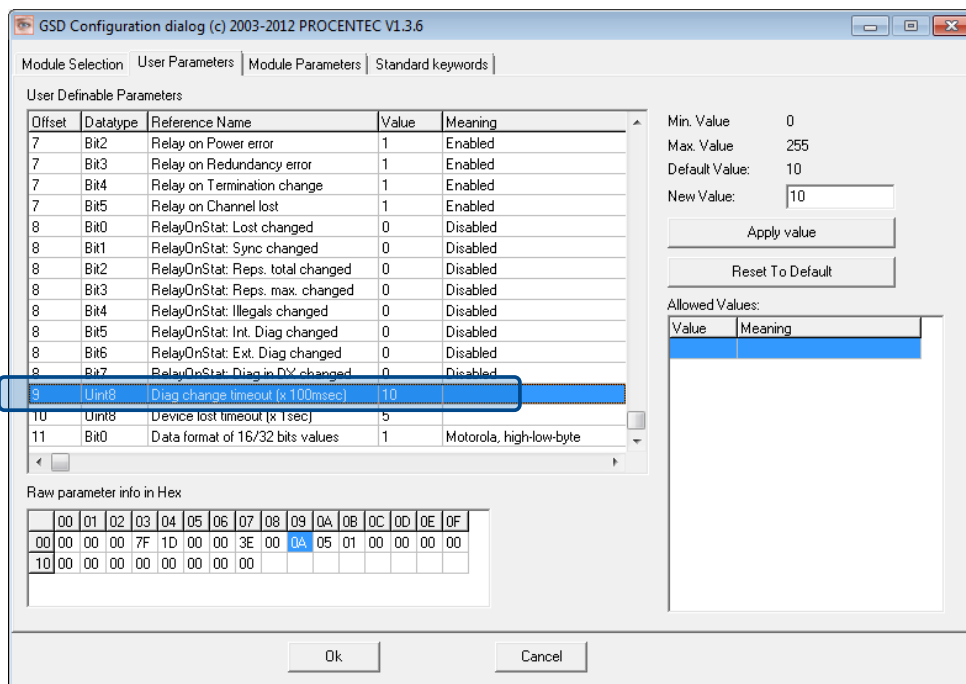 GSD Configuration dialog (c) 2003-2012 PROCENTEC V1.3.6
Module Selection User Parameters Module Parameters Standard keywords
User Definable Parameters
Offset Datatype Reference Name Value Meaning
7 Bit2 Relay on Power error 1 Enabled
7 Bit3 Relay on Redundancy error 1 Enabled
7 Bit4 Relay on Termination change 1 Enabled
7 Bit5 Relay on Channel lost 1 Enabled
8 Bit0 RelayOnStat: Lost changed 0 Disabled
8 Bit1 RelayOnStat: Sync changed 0 Disabled
8 Bit2 RelayOnStat: Reps. total changed 0 Disabled
8 Bit3 RelayOnStat: Reps. max. changed 0 Disabled
8 Bit4 RelayOnStat: Illegals changed 0 Disabled
8 Bit5 RelayOnStat: Int. Diag changed 0 Disabled
8 Bit6 RelayOnStat: Ext. Diag changed 0 Disabled
8 Bit7 RelayOnStat: Diag in DX changed 0 Disabled
9 Uint8 Diag change timeout (x 100msec) 10
10 Uint8 Device lost timeout (x 1sec) 5
11 Bit0 Data format of 16/32 bits values 1 Motorola, high-low-byte
Min. Value 0
Max. Value 255
Default Value: 10
New Value: 10
Apply value
Reset To Default
Allowed Values:
Value Meaning
Raw parameter info in Hex
00 01 02 03 04 05 06 07 08 09 0A 0B 0C 0D 0E 0F
00 00 00 00 7F 1D 00 00 3E 00 0A 05 01 00 00 00 00
10 00 00 00 00 00 00 00 00
Ok Cancel